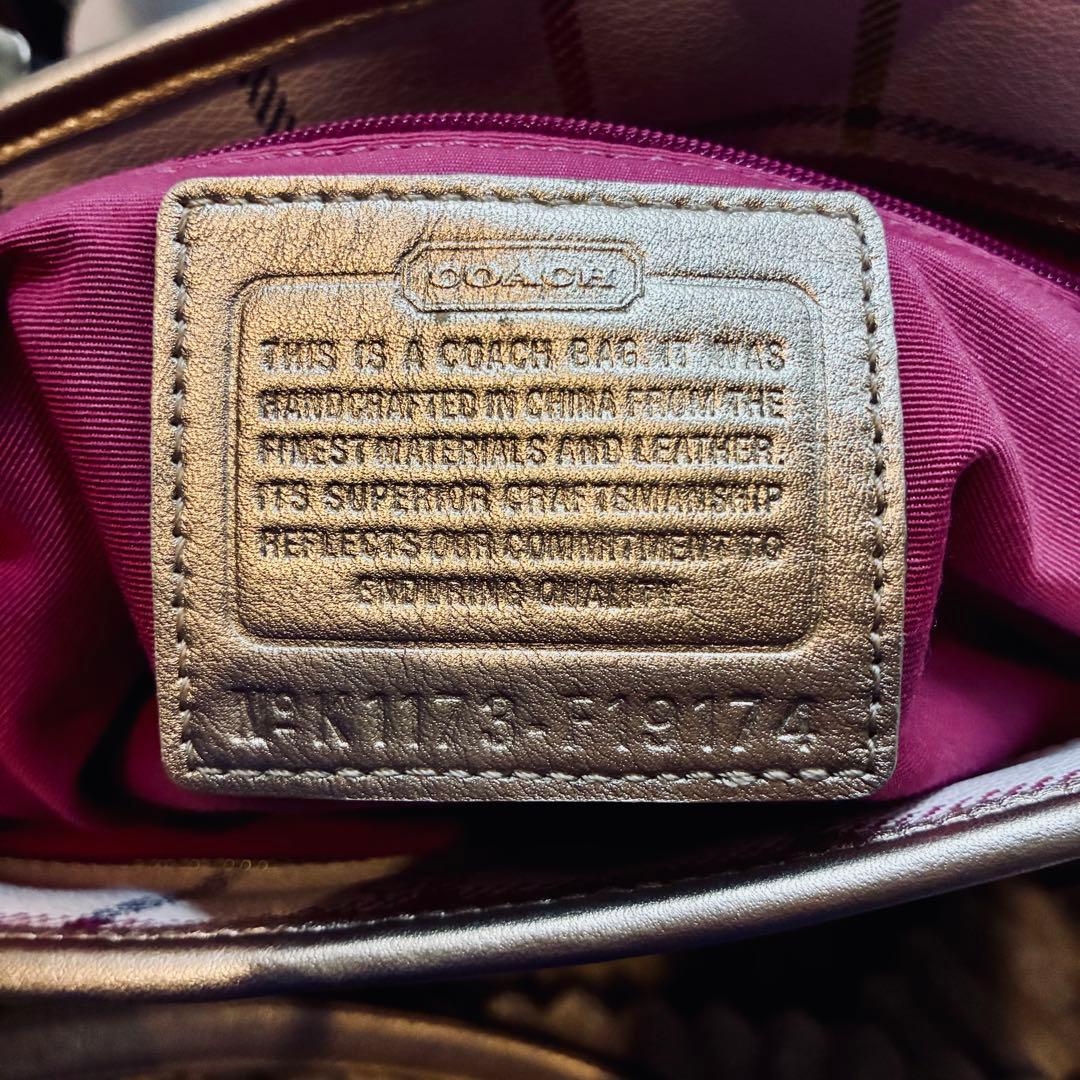 COACH
THIS IS A COACH BAG. IT WAS
HANDCRAFTED IN CHINA FROM THE
FINEST MATERIALS AND LEATHER.
ITS SUPERIOR CRAFTSMANSHIP
REFLECTS OUR COMMITMENT TO
ENDURING QUALITY.
No K1173-F19174